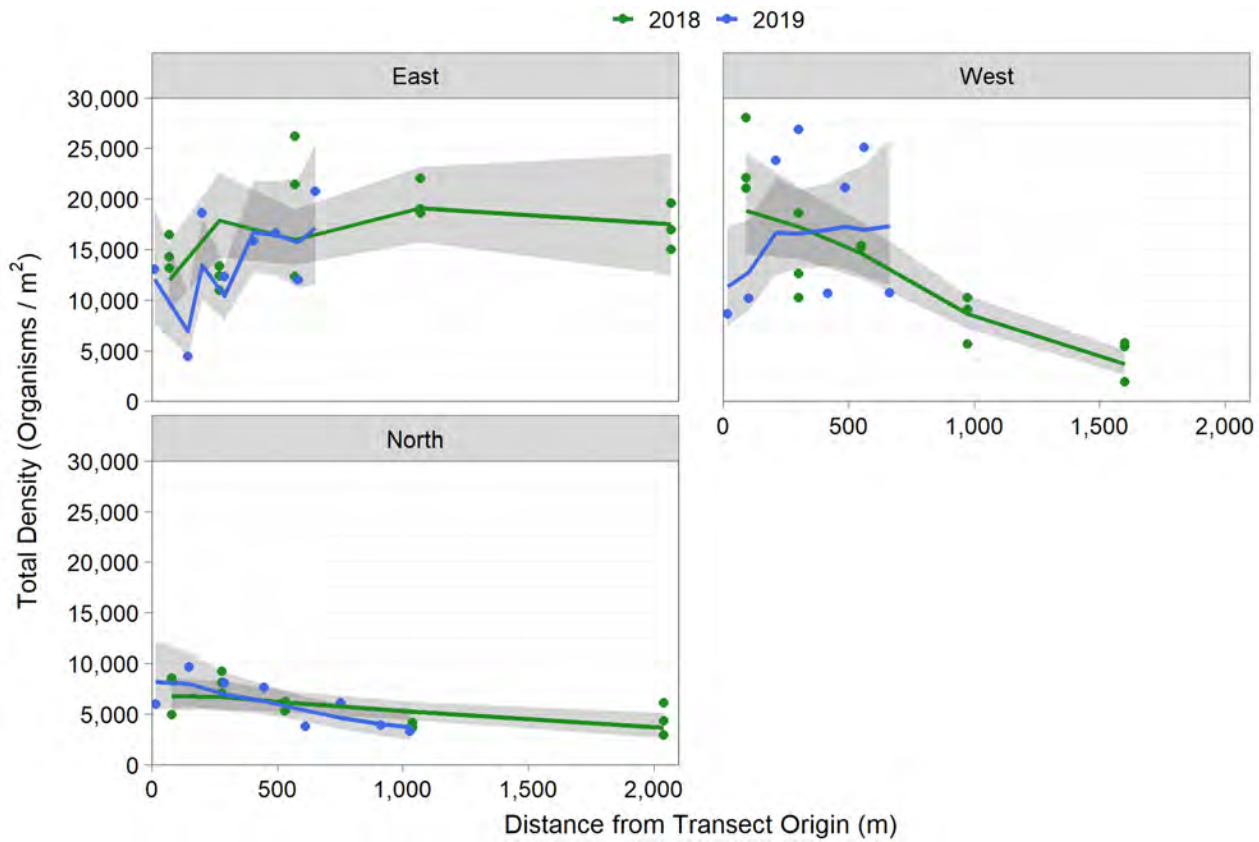 2018 2019
East
West
30,000
25,000
20,000
15,000
10,000
5,000
0
0 500 1,000 1,500 2,000
North
30,000
25,000
20,000
15,000
10,000
5,000
0
0 500 1,000 1,500 2,000
Total Density (Organisms / m²)
Distance from Transect Origin (m)